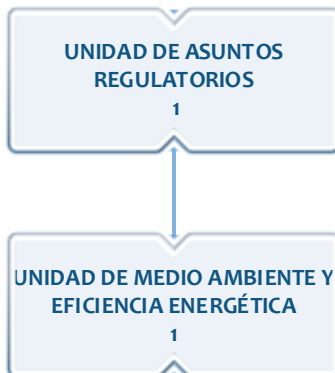 UNIDAD DE ASUNTOS
REGULATORIOS
1
UNIDAD DE MEDIO AMBIENTE Y
EFICIENCIA ENERGÉTICA
1